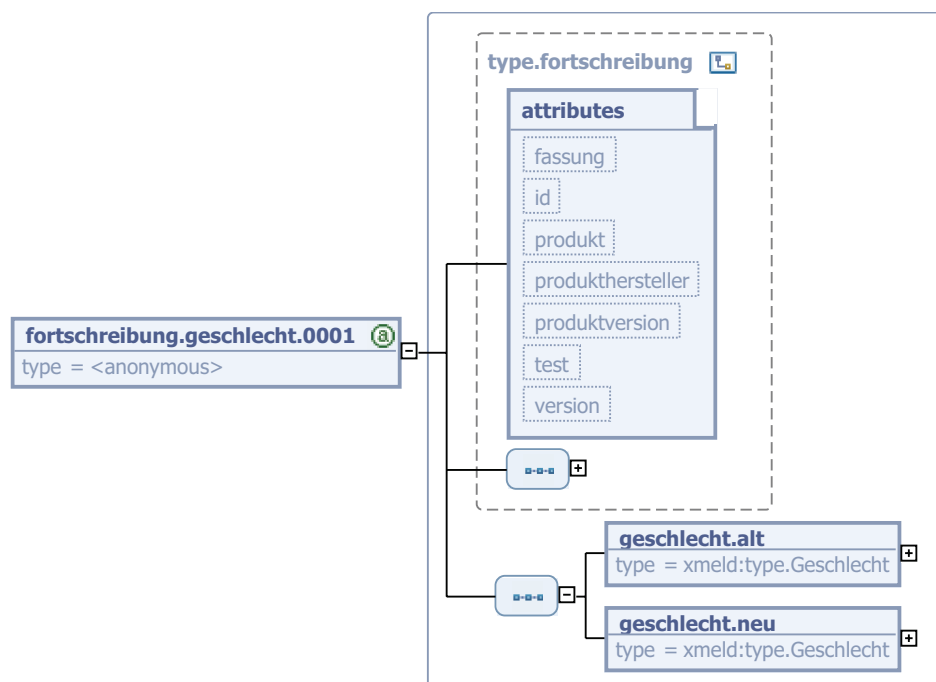 type.fortschreibung
attributes
fassung
id
produkt
produkthersteller
produktversion
test
version
fortschreibung.geschlecht.0001 a
type = <anonymous>
geschlecht.alt
type = xmeld:type.Geschlecht
geschlecht.neu
type = xmeld:type.Geschlecht